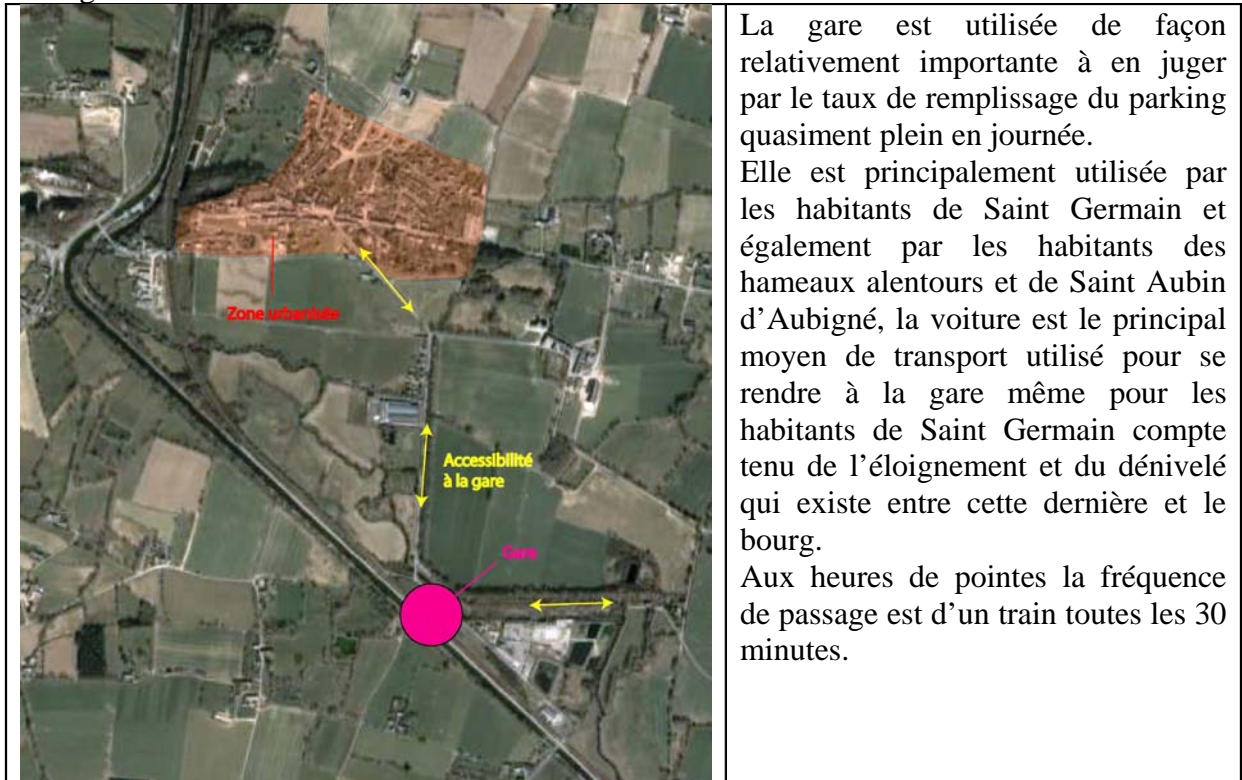 La gare est utilisée de façon
relativement importante à en juger
par le taux de remplissage du parking
quasiment plein en journée.
Elle est principalement utilisée par
les habitants de Saint Germain et
également par les habitants des
hameaux alentours et de Saint Aubin
d'Aubigné, la voiture est le principal
moyen de transport utilisé pour se
rendre à la gare même pour les
habitants de Saint Germain compte
tenu de l'éloignement et du dénivelé
qui existe entre cette dernière et le
bourg.
Aux heures de pointes la fréquence
de passage est d'un train toutes les 30
minutes.
Zone urbanisée
Accessibilité
à la gare
Gare